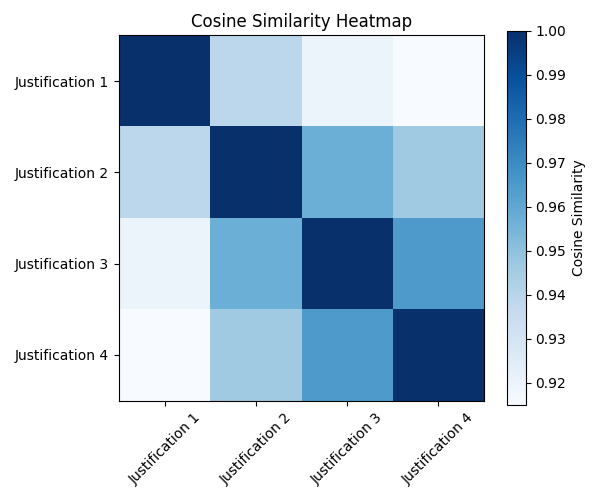 Cosine Similarity Heatmap
Justification 1
Justification 2
Justification 3
Justification 4
Justification 1
Justification 2
Justification 3
Justification 4
1.00
0.99
0.98
0.97
0.96
0.95
0.94
0.93
0.92
Cosine Similarity